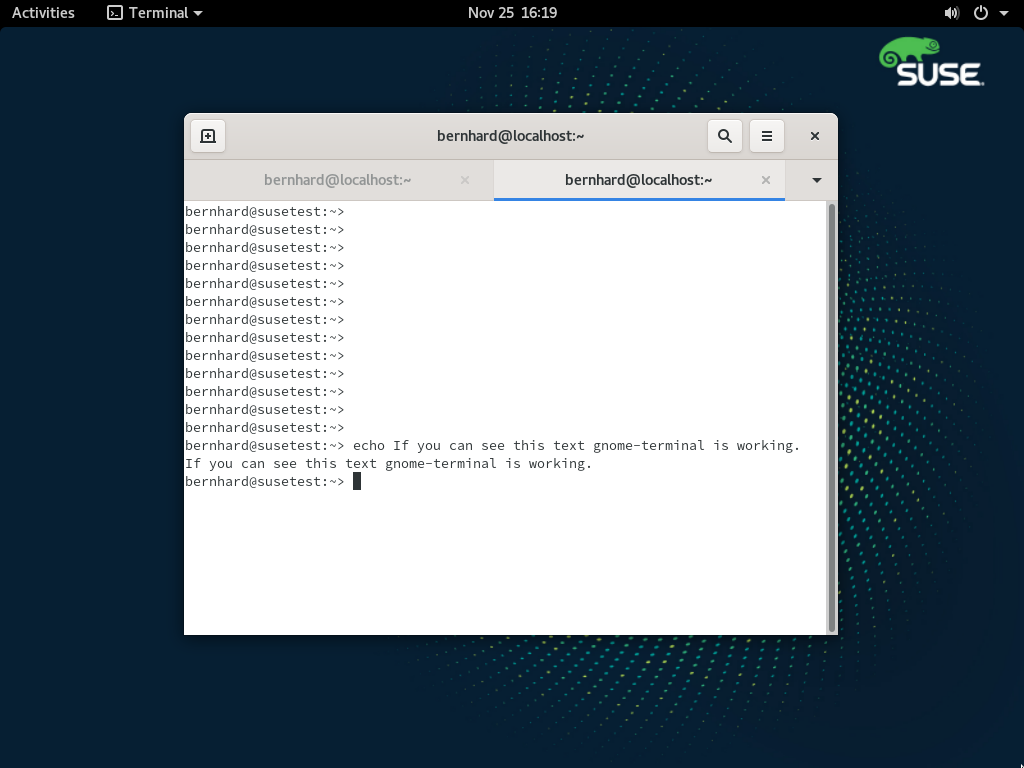 Activities Terminal Nov 25 16:19
SUSE
bernhard@localhost:~
bernhard@localhost:~ bernhard@localhost:~
bernhard@susetest:~>
bernhard@susetest:~>
bernhard@susetest:~>
bernhard@susetest:~>
bernhard@susetest:~>
bernhard@susetest:~>
bernhard@susetest:~>
bernhard@susetest:~>
bernhard@susetest:~>
bernhard@susetest:~>
bernhard@susetest:~>
bernhard@susetest:~>
bernhard@susetest:~>
bernhard@susetest:~> echo If you can see this text gnome-terminal is working.
If you can see this text gnome-terminal is working.
bernhard@susetest:~>